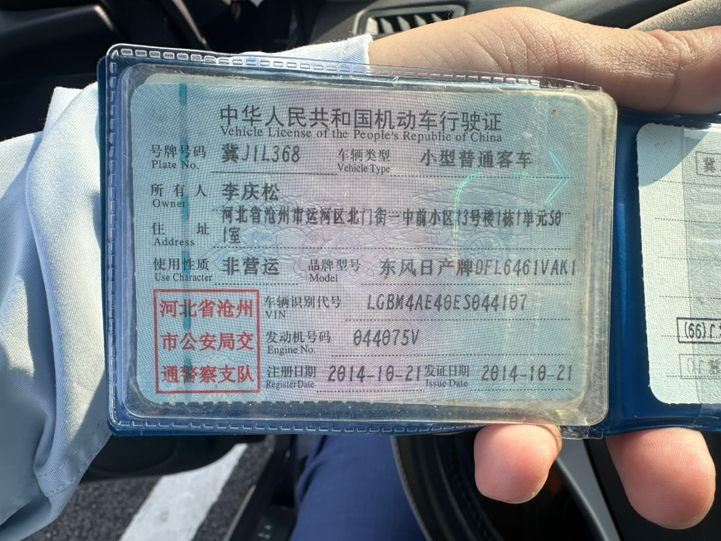 中华人民共和国机动车行驶证
Vehicle License of the People's Republic of China
号牌号码 冀J1L368 车辆类型 小型普通客车
Plate No. Vehicle Type
所有人 李庆松
Owner
河北省沧州市运河区北门街一中前小区13号楼1栋1单元50
住址 1室
Address
使用性质 非营运 品牌型号 东风日产牌DFL6461VAK1
Use Character Model
河北省沧州 车辆识别代号 LGBM4AE40ES044107
VIN
市公安局交 发动机号码 044075V
Engine No.
通警察支队 注册日期 2014-10-21 发证日期 2014-10-21
Register Date Issue Date
冀